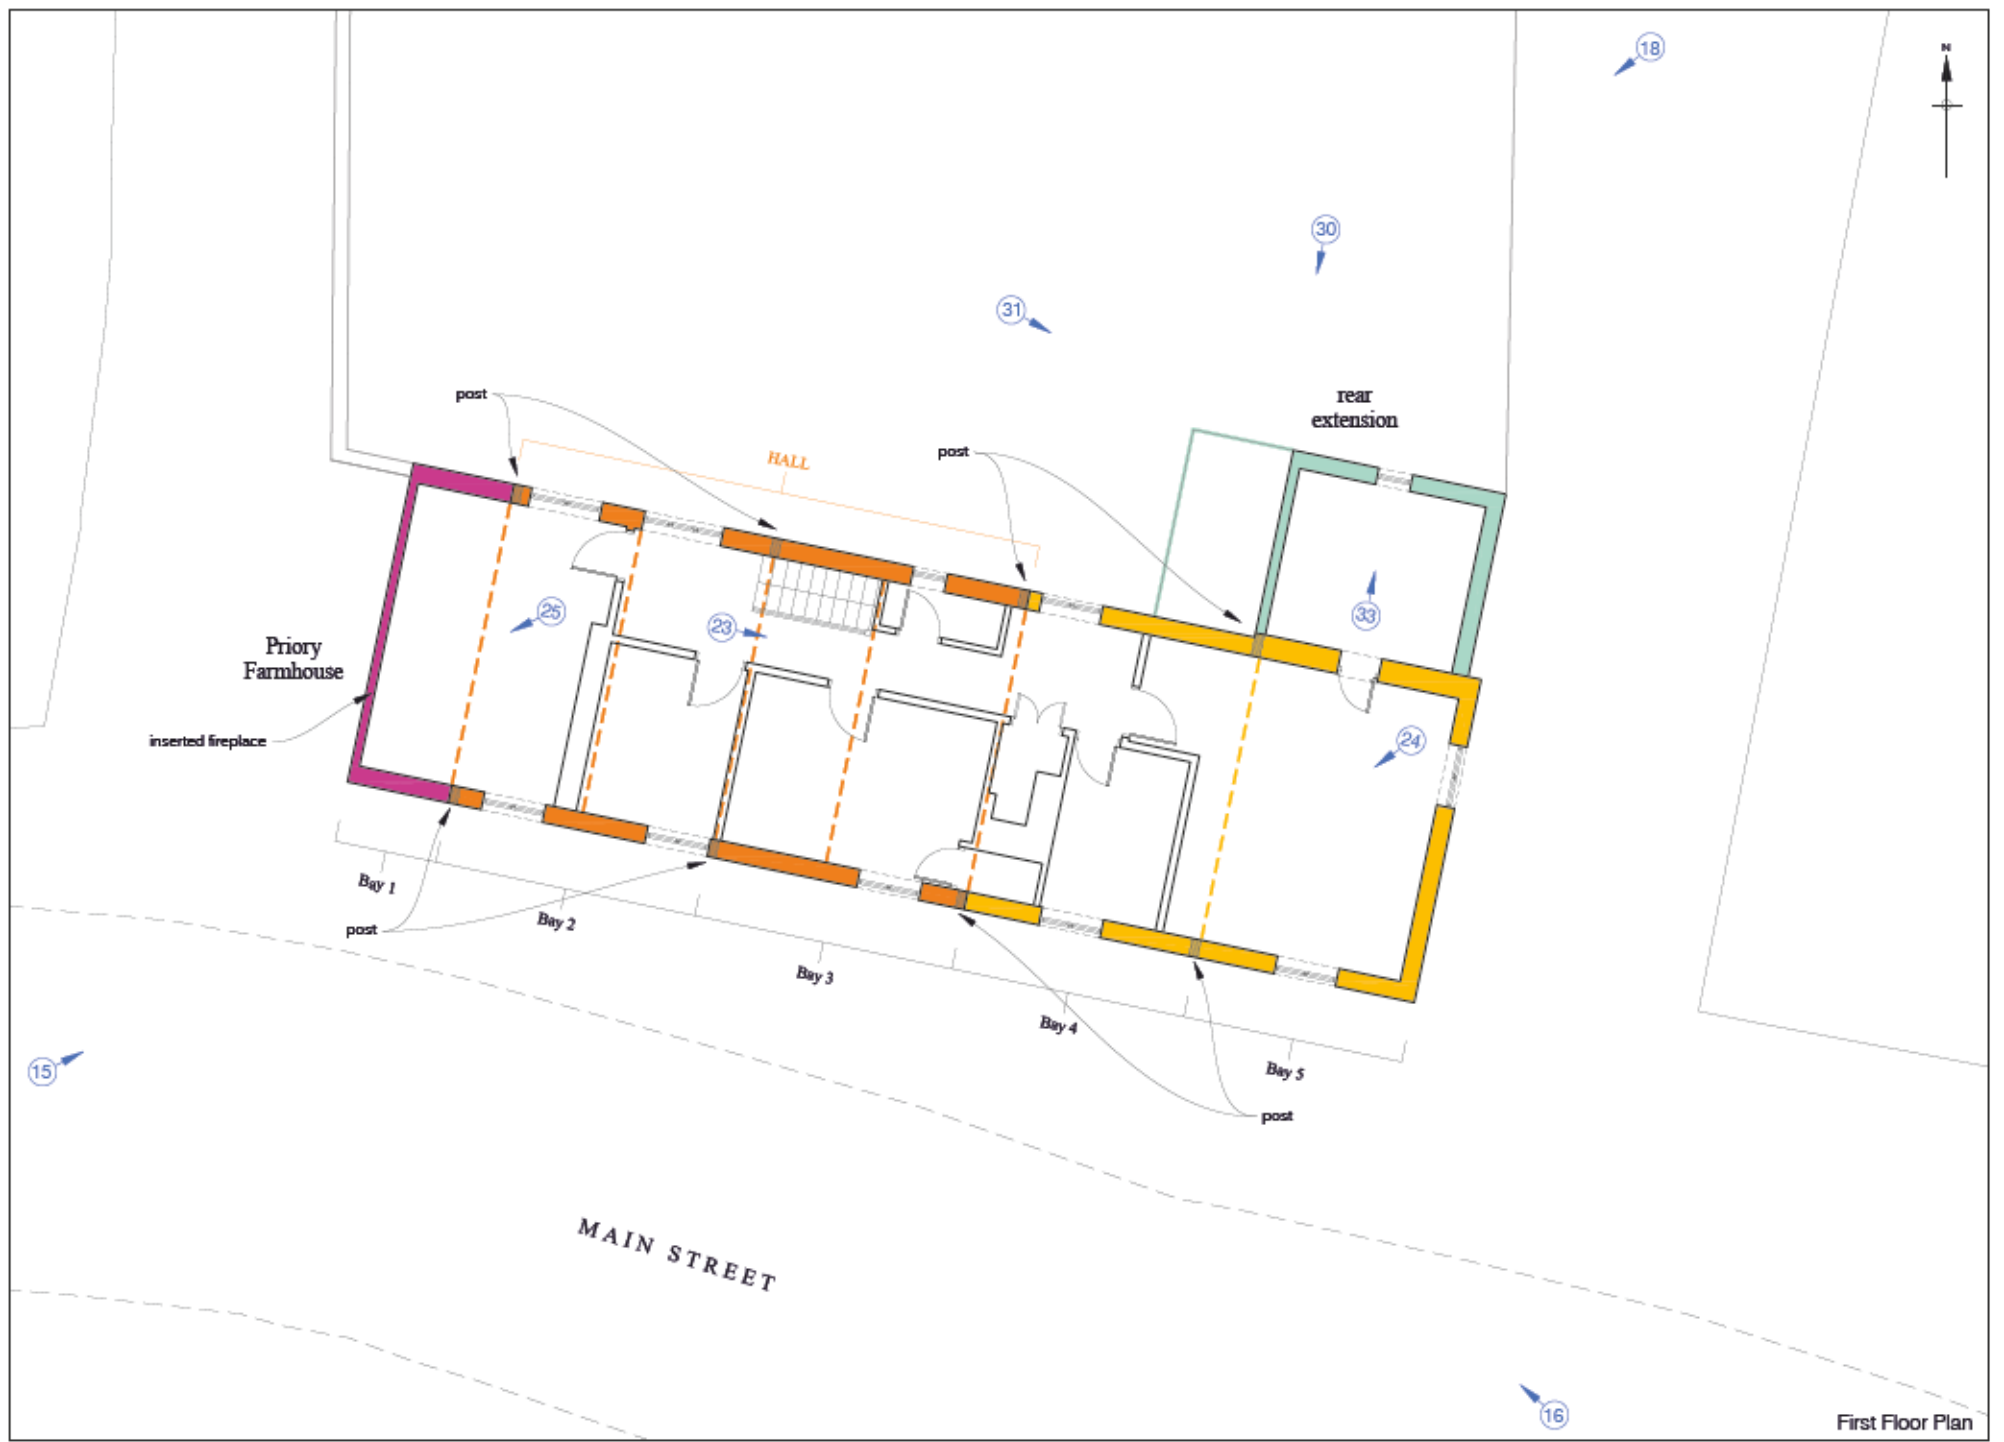 18
N
30
31
post
rear
extension
post
HALL
25
33
23
Priory
Farmhouse
inserted fireplace
24
Bay 1
Bay 2
post
Bay 3
Bay 4
Bay 5
15
post
MAIN STREET
16
First Floor Plan